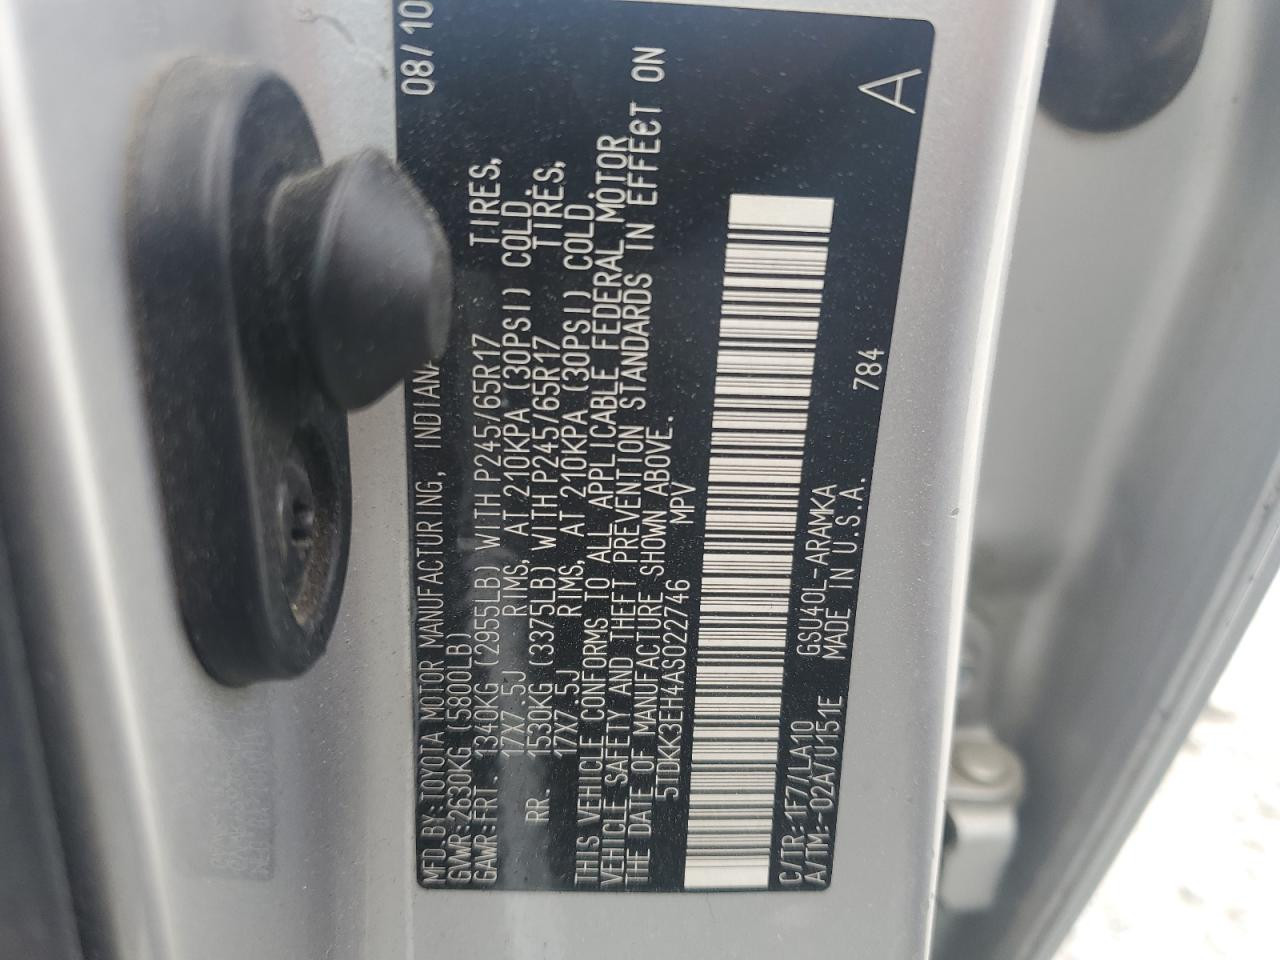 MFD. BY: TOYOTA MOTOR MANUFACTURING, INDIANA 08/10
GVWR: 2630KG (5800LB)
GAWR: FRT. 1340KG (2955LB) WITH P245/65R17 TIRES,
17X7.5J RIMS, AT 210KPA (30PSI) COLD.
RR. 1530KG (3375LB) WITH P245/65R17 TIRES,
17X7.5J RIMS, AT 210KPA (30PSI) COLD.
THIS VEHICLE CONFORMS TO ALL APPLICABLE FEDERAL MOTOR
VEHICLE SAFETY AND THEFT PREVENTION STANDARDS IN EFFECT ON
THE DATE OF MANUFACTURE SHOWN ABOVE.
5TDKK3EH4AS022746 MPV
A
C/TR: 1F7/LA10 GSU40L-ARAMKA 784
A/TM: -02A/U151E MADE IN U.S.A.